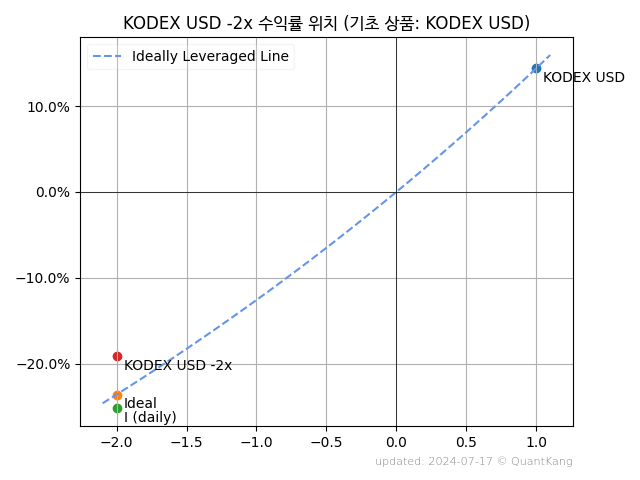 KODEX USD -2x 수익률 위치 (기초 상품: KODEX USD)
Ideally Leveraged Line
KODEX USD
10.0%
0.0%
−10.0%
−20.0%
KODEX USD -2x
Ideal
I (daily)
−2.0 −1.5 −1.0 −0.5 0.0 0.5 1.0
updated: 2024-07-17 © QuantKang